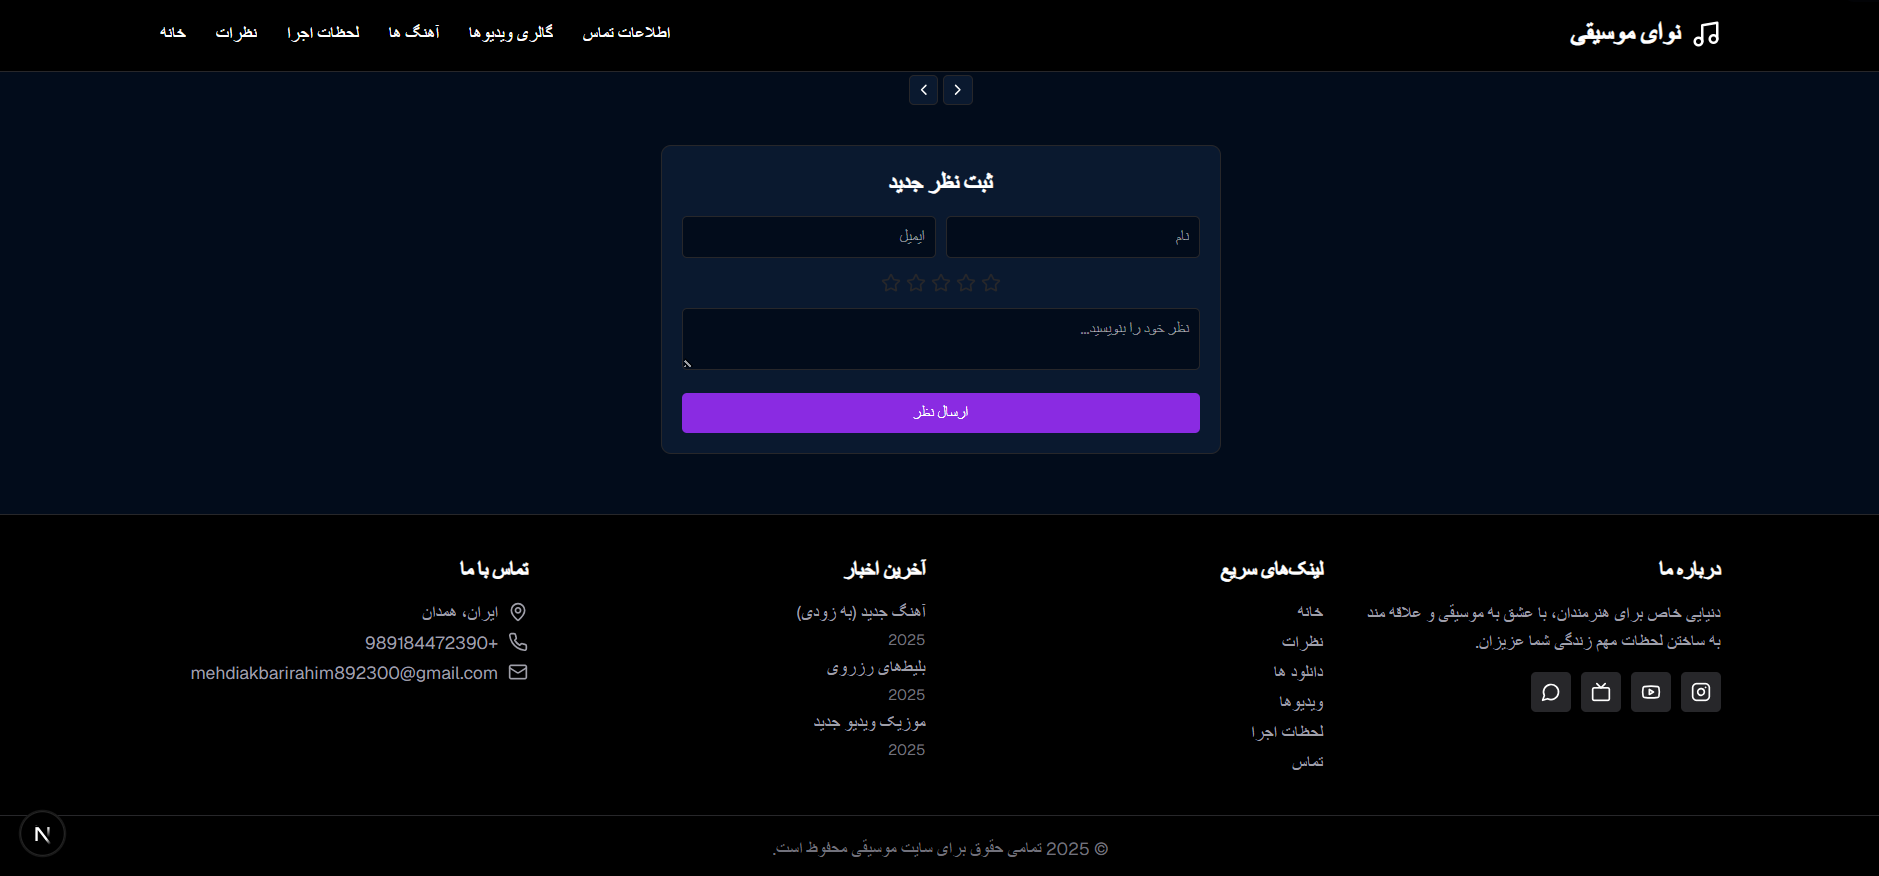 نوای موسیقی
اطلاعات تماس
گالری ویدیوها
آهنگ ها
لحظات اجرا
نظرات
خانه
ثبت نظر جدید
نام
ایمیل
نظر خود را بنویسید...
ارسال نظر
درباره ما
دنیایی خاص برای هنرمندان، با عشق به موسیقی و علاقه مند
به ساختن لحظات مهم زندگی شما عزیزان.
لینک‌های سریع
خانه
نظرات
دانلود ها
ویدیوها
لحظات اجرا
تماس
آخرین اخبار
آهنگ جدید (به زودی)
2025
بلیط‌های رزروی
2025
موزیک ویدیو جدید
2025
تماس با ما
ایران، همدان
989184472390+
mehdiakbarirahim892300@gmail.com
N
© 2025 تمامی حقوق برای سایت موسیقی محفوظ است.